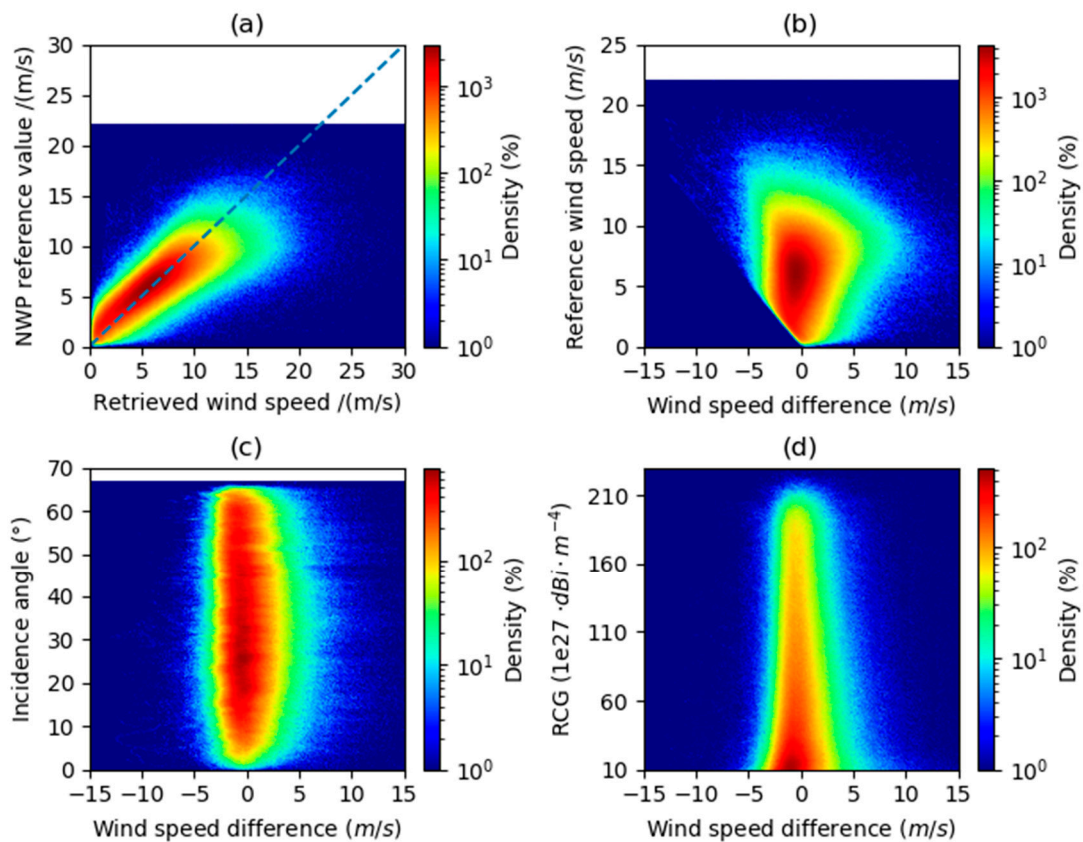 (a)
NWP reference value /(m/s)
30
25
20
15
10
5
0
0 5 10 15 20 25 30
Retrieved wind speed /(m/s)
10³
10²
10¹
10⁰
Density (%)
(b)
Reference wind speed (m/s)
25
20
15
10
5
0
−15 −10 −5 0 5 10 15
Wind speed difference (m/s)
10³
10²
10¹
10⁰
Density (%)
(c)
Incidence angle (°)
70
60
50
40
30
20
10
0
−15 −10 −5 0 5 10 15
Wind speed difference (m/s)
10²
10¹
10⁰
Density (%)
(d)
RCG (1e27 ·dBi·m⁻⁴)
210
160
110
60
10
−15 −10 −5 0 5 10 15
Wind speed difference (m/s)
10²
10¹
10⁰
Density (%)